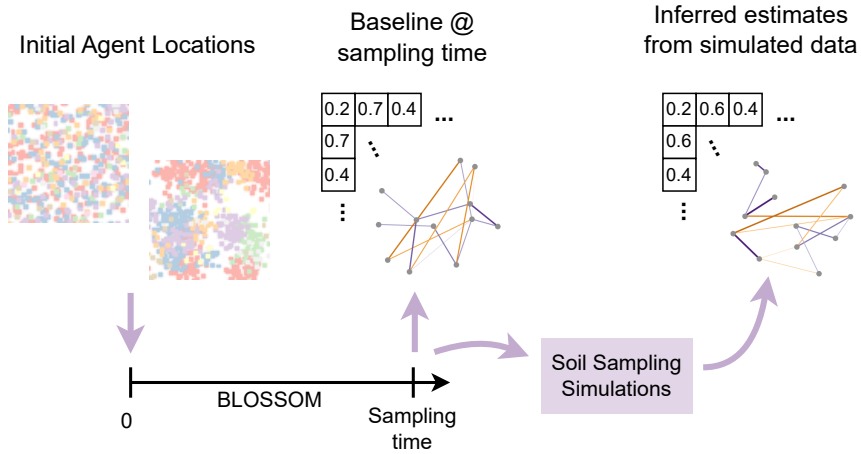 Initial Agent Locations
Baseline @
sampling time
Inferred estimates
from simulated data
0.2 0.7 0.4 ...
0.7
0.4
0.2 0.6 0.4 ...
0.6
0.4
Soil Sampling
Simulations
BLOSSOM
0
Sampling
time